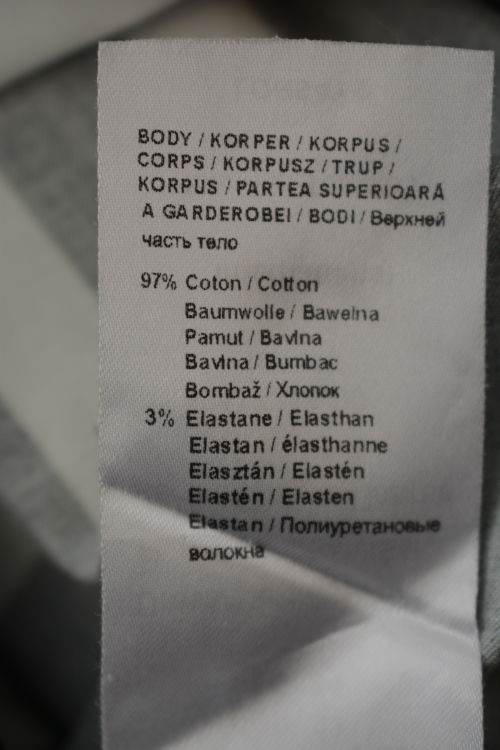 BODY / KORPER / KORPUS /
CORPS / KORPUSZ / TRUP /
KORPUS / PARTEA SUPERIOARĂ
A GARDEROBEI / BODI / Верхней
часть тело
97% Coton / Cotton
Baumwolle / Bawelna
Pamut / Bavlna
Bavlna / Bumbac
Bombaž / Хлопок
3% Elastane / Elasthan
Elastan / élasthanne
Elasztán / Elastén
Elastén / Elasten
Elastan / Полиуретановые
волокна